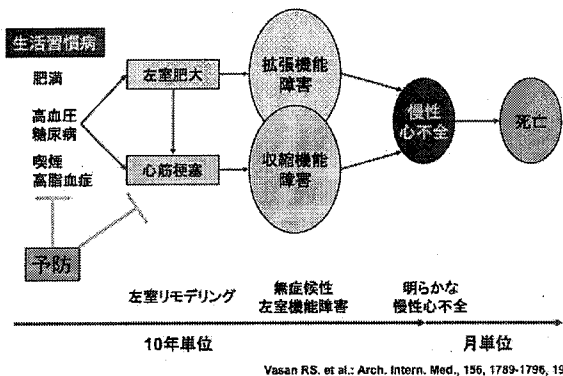 生活習慣病
肥満
高血圧
糖尿病
喫煙
高脂血症
予防
左室肥大
心筋梗塞
拡張機能
障害
収縮機能
障害
慢性
心不全
死亡
左室リモデリング
無症候性
左室機能障害
明らかな
慢性心不全
10年単位
月単位
Vasan RS. et al.: Arch. Intern. Med., 156, 1789-1796, 19